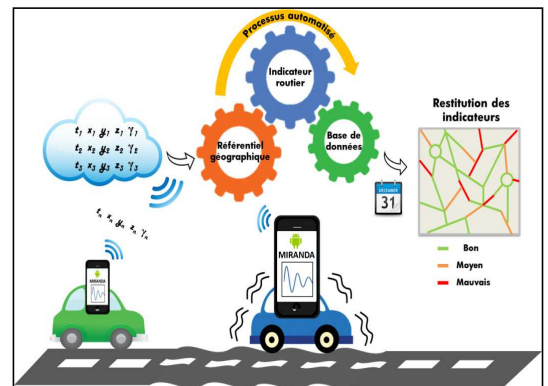 Processus automatisé
Indicateur
routier
Référentiel
géographique
Base de
données
t₁ x₁ y₁ z₁ γ₁
t₂ x₂ y₂ z₂ γ₂
t₃ x₃ y₃ z₃ γ₃
tₙ xₙ yₙ zₙ γₙ
MIRANDA
MIRANDA
DECEMBER
31
Restitution des
indicateurs
Bon
Moyen
Mauvais